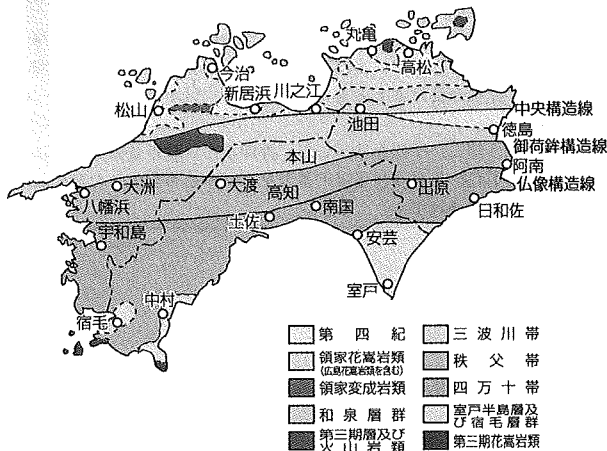 丸亀
高松
今治
新居浜
川之江
松山
池田
中央構造線
徳島
御荷鉾構造線
本山
阿南
大洲
大渡
高知
出原
仏像構造線
八幡浜
土佐
南国
日和佐
宇和島
安芸
室戸
中村
宿毛
第四紀
三波川帯
領家花崗岩類
(広島花崗岩類を含む)
秩父帯
領家変成岩類
四万十帯
和泉層群
室戸半島層及
び宿毛層群
第三期層及び
火山岩類
第三期花崗岩類